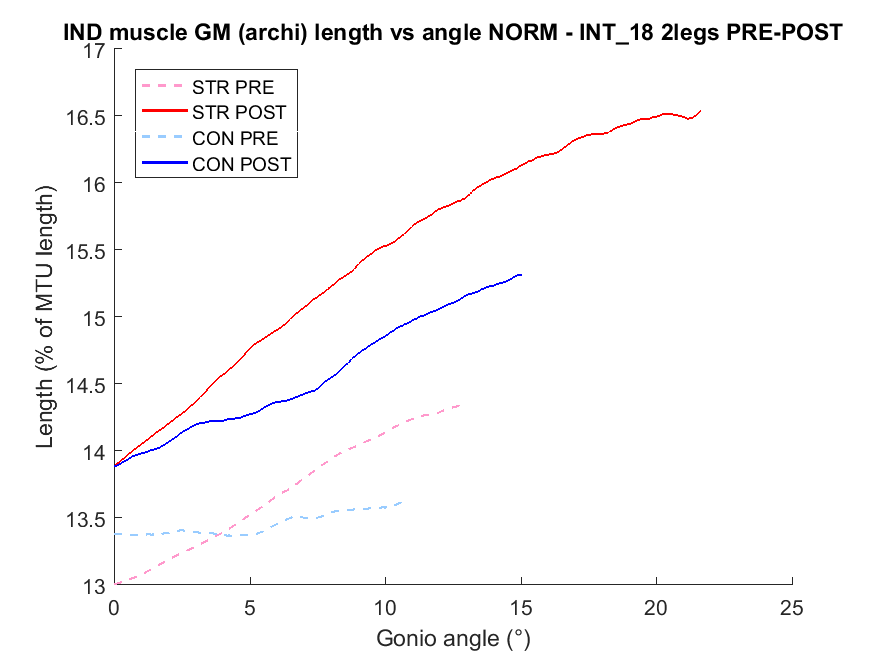 IND muscle GM (archi) length vs angle NORM - INT_18 2legs PRE-POST
17
16.5
16
15.5
15
14.5
14
13.5
13
Length (% of MTU length)
STR PRE
STR POST
CON PRE
CON POST
0 5 10 15 20 25
Gonio angle (°)